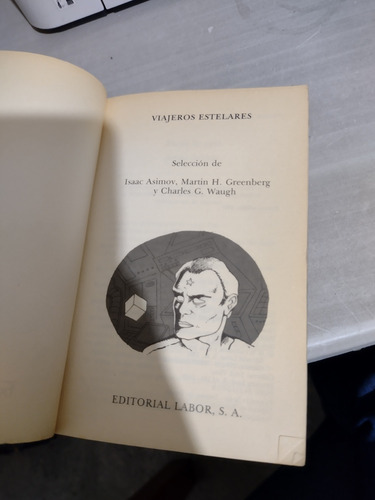 VIAJEROS ESTELARES
Selección de
Isaac Asimov, Martin H. Greenberg
y Charles G. Waugh
EDITORIAL LABOR, S. A.